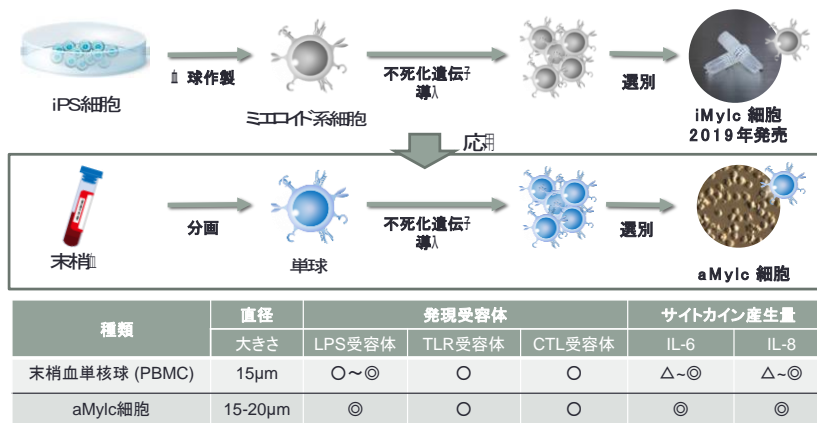 iPS細胞
球作製
ミエロイド系細胞
不死化遺伝子
導入
選別
iMylc 細胞
2019年発売
応用
末梢血
分画
単球
不死化遺伝子
導入
選別
aMylc 細胞
種類 直径 発現受容体 サイトカイン産生量
大きさ LPS受容体 TLR受容体 CTL受容体 IL-6 IL-8
末梢血単核球 (PBMC) 15μm 〇〜◎ 〇 〇 △~◎ △~◎
aMylc細胞 15-20μm ◎ 〇 〇 ◎ ◎